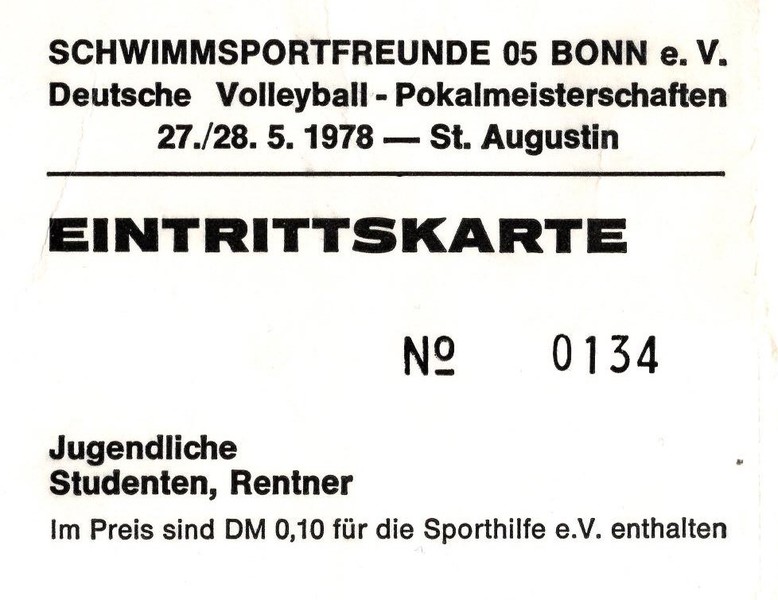 SCHWIMMSPORTFREUNDE 05 BONN e. V.
Deutsche Volleyball - Pokalmeisterschaften
27./28. 5. 1978 — St. Augustin
EINTRITTSKARTE
Nº 0134
Jugendliche
Studenten, Rentner
Im Preis sind DM 0,10 für die Sporthilfe e.V. enthalten